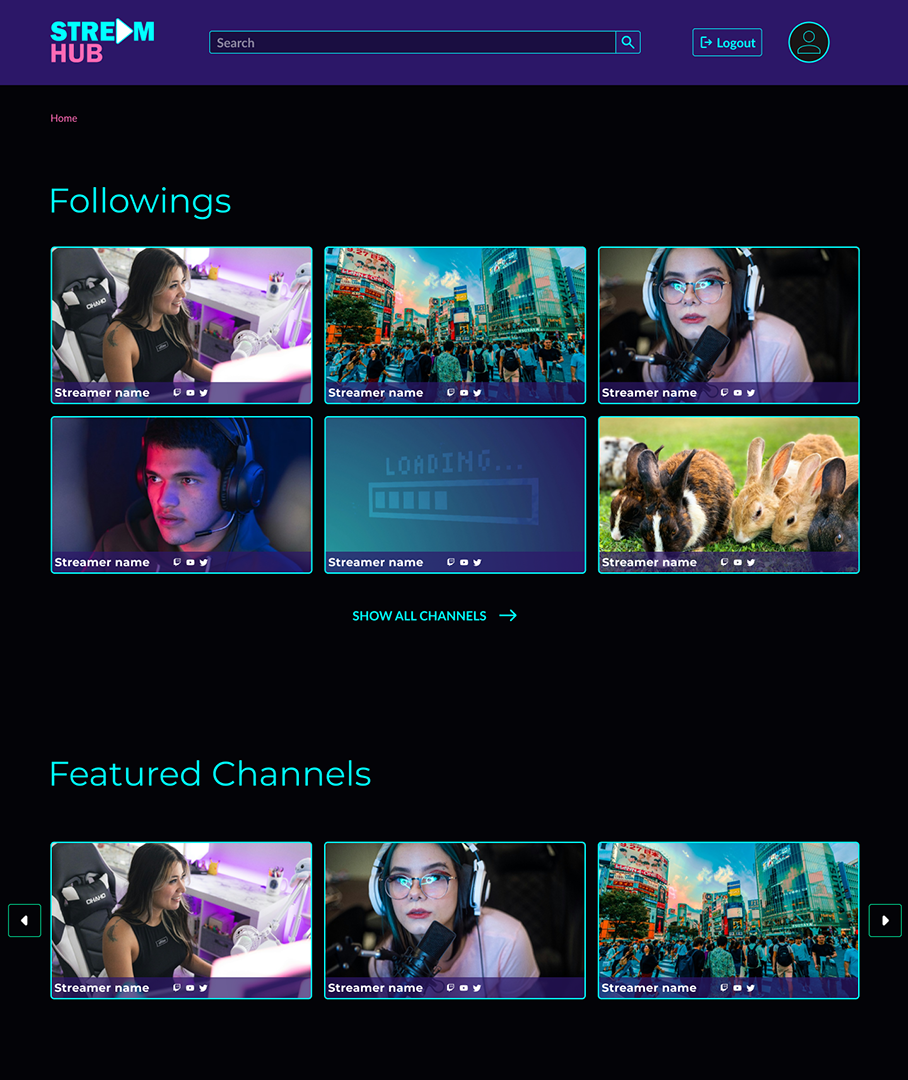 STREAM
HUB
Search
Logout
Home
Followings
DXRACER
Streamer name
Streamer name
Streamer name
LOADING...
Streamer name
Streamer name
Streamer name
SHOW ALL CHANNELS
Featured Channels
Streamer name
Streamer name
Streamer name